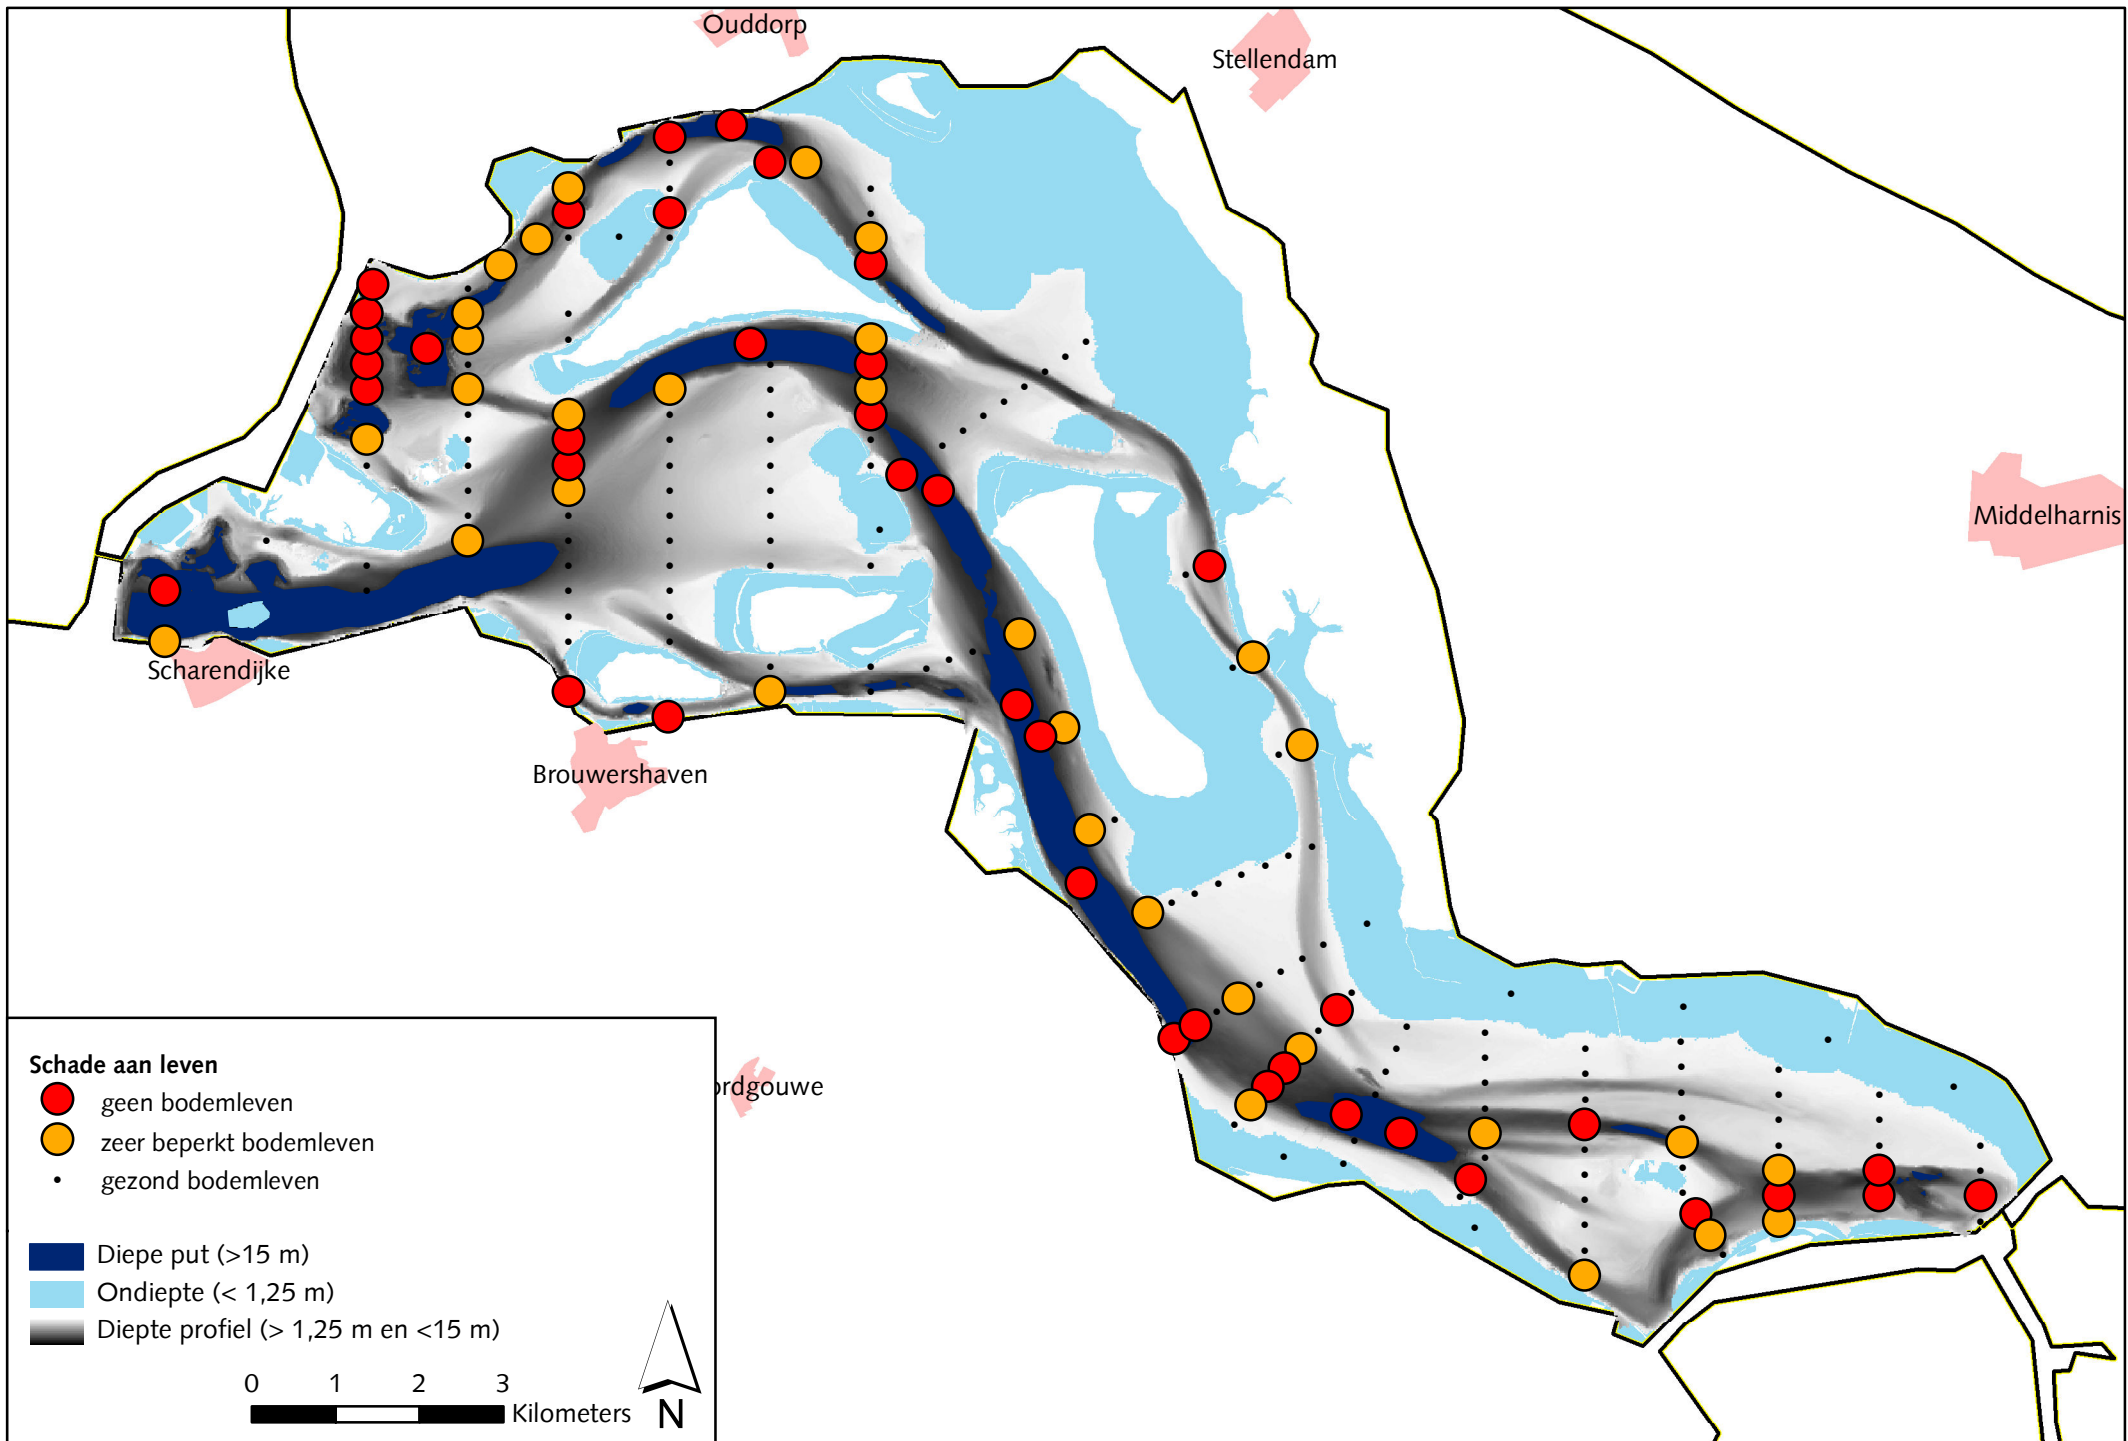 Ouddorp
Stellendam
Middelharnis
Scharendijke
Brouwershaven
ordgouwe
Schade aan leven
geen bodemleven
zeer beperkt bodemleven
gezond bodemleven
Diepe put (>15 m)
Ondiepte (< 1,25 m)
Diepte profiel (> 1,25 m en <15 m)
0 1 2 3
Kilometers
N